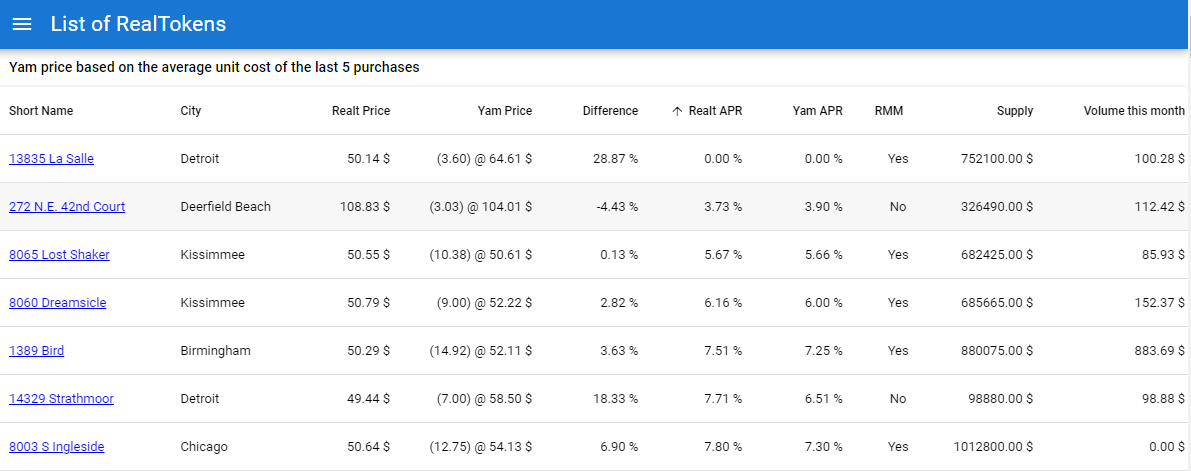 List of RealTokens
Yam price based on the average unit cost of the last 5 purchases
Short Name City Realt Price Yam Price Difference ↑ Realt APR Yam APR RMM Supply Volume this month
13835 La Salle Detroit 50.14 $ (3.60) @ 64.61 $ 28.87 % 0.00 % 0.00 % Yes 752100.00 $ 100.28 $
272 N.E. 42nd Court Deerfield Beach 108.83 $ (3.03) @ 104.01 $ -4.43 % 3.73 % 3.90 % No 326490.00 $ 112.42 $
8065 Lost Shaker Kissimmee 50.55 $ (10.38) @ 50.61 $ 0.13 % 5.67 % 5.66 % Yes 682425.00 $ 85.93 $
8060 Dreamsicle Kissimmee 50.79 $ (9.00) @ 52.22 $ 2.82 % 6.16 % 6.00 % Yes 685665.00 $ 152.37 $
1389 Bird Birmingham 50.29 $ (14.92) @ 52.11 $ 3.63 % 7.51 % 7.25 % Yes 880075.00 $ 883.69 $
14329 Strathmoor Detroit 49.44 $ (7.00) @ 58.50 $ 18.33 % 7.71 % 6.51 % No 98880.00 $ 98.88 $
8003 S Ingleside Chicago 50.64 $ (12.75) @ 54.13 $ 6.90 % 7.80 % 7.30 % Yes 1012800.00 $ 0.00 $